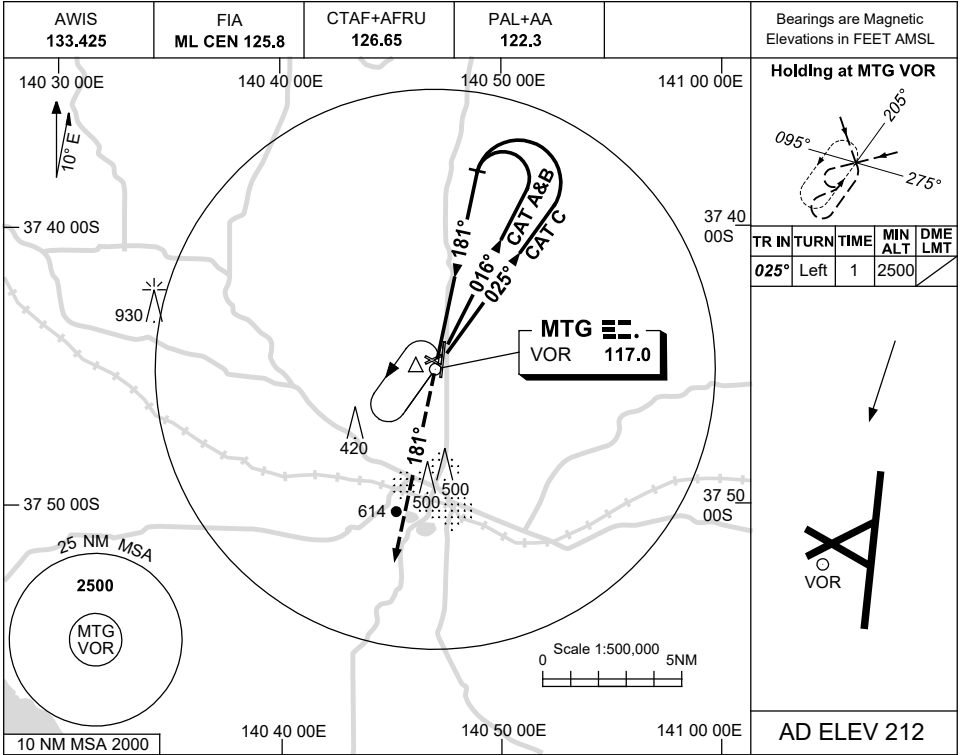 AWIS
133.425
FIA
ML CEN 125.8
CTAF+AFRU
126.65
PAL+AA
122.3
Bearings are Magnetic
Elevations in FEET AMSL
140 30 00E
140 40 00E
140 50 00E
141 00 00E
10° E
37 40 00S
37 40
00S
181°
016°
CAT A&B
025°
CAT C
930
MTG
VOR 117.0
420
181°
500
500
614
37 50 00S
37 50
00S
25 NM MSA
2500
MTG
VOR
10 NM MSA 2000
Scale 1:500,000
0 5NM
140 40 00E
140 50 00E
141 00 00E
Holding at MTG VOR
205°
095°
275°
TR IN TURN TIME MIN ALT DME LMT
025° Left 1 2500
VOR
AD ELEV 212